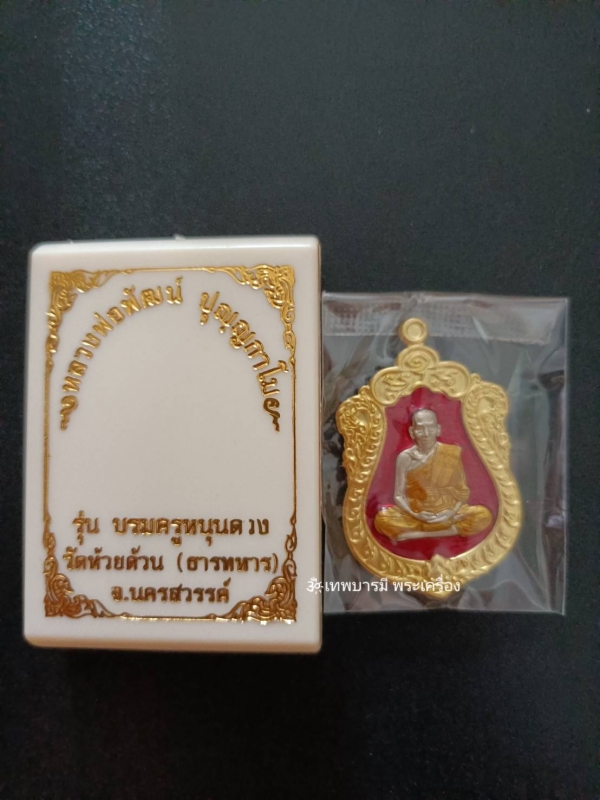 หลวงพ่อพัฒน์ ปุญฺญกาโม
รุ่น บรมครูหนุนดวง
วัดห้วยด้วน (ธารทหาร)
จ.นครสวรรค์
เทพบารมี พระเครื่อง